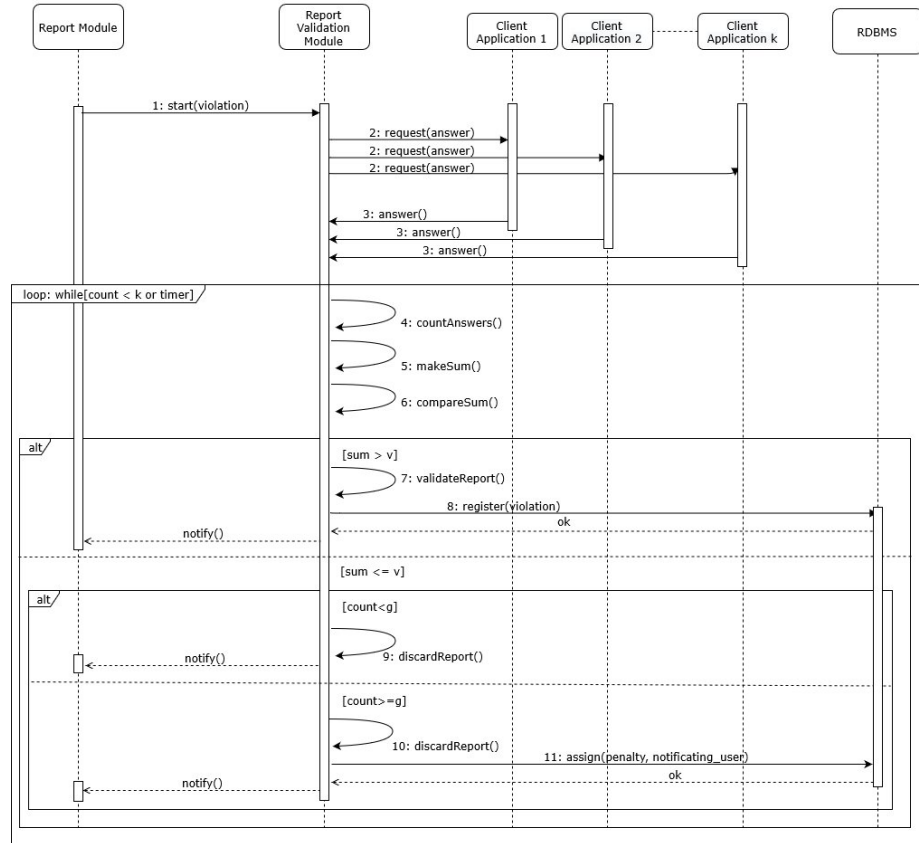 Report Module
Report
Validation
Module
Client
Application 1
Client
Application 2
Client
Application k
RDBMS
1: start(violation)
2: request(answer)
2: request(answer)
2: request(answer)
3: answer()
3: answer()
3: answer()
loop: while[count < k or timer]
4: countAnswers()
5: makeSum()
6: compareSum()
alt
[sum > v]
7: validateReport()
8: register(violation)
ok
notify()
[sum <= v]
alt
[count<g]
9: discardReport()
notify()
[count>=g]
10: discardReport()
11: assign(penalty, notificating_user)
ok
notify()